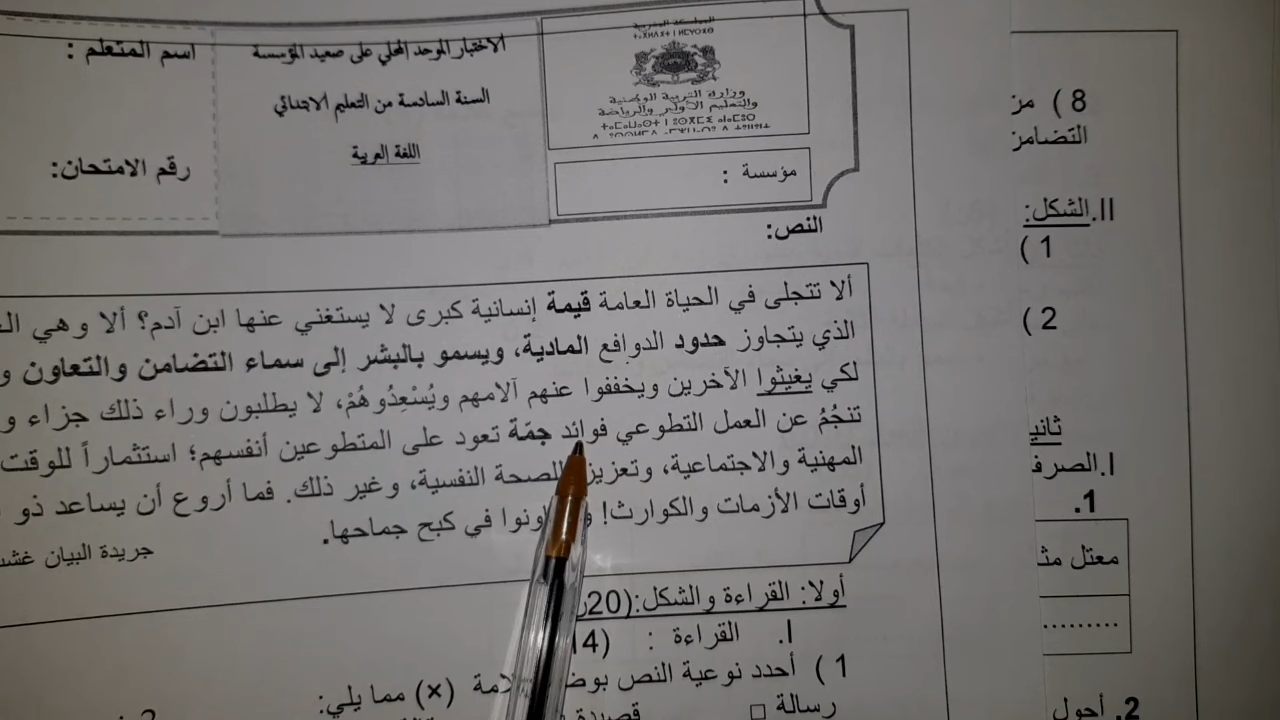 المملكة المغربية
وزارة التربية الوطنية
والتعليم الأولي والرياضة
مؤسسة :
الاختبار الموحد المحلي على صعيد المؤسسة
السنة السادسة من التعليم الابتدائي
اللغة العربية
اسم المتعلم :
رقم الامتحان:
النص:
ألا تتجلى في الحياة العامة قيمة إنسانية كبرى لا يستغني عنها ابن آدم؟ ألا وهي
الذي يتجاوز حدود الدوافع المادية، ويسمو بالبشر إلى سماء التضامن والتعاون
لكي يغيثوا الآخرين ويخففوا عنهم آلامهم ويُسْعِدُوهُمْ، لا يطلبون وراء ذلك جزاء
تنجُمُ عن العمل التطوعي فوائد جمّة تعود على المتطوعين أنفسهم؛ استثماراً للوقت
المهنية والاجتماعية، وتعزيز الصحة النفسية، وغير ذلك. فما أروع أن يساعد ذو
أوقات الأزمات والكوارث! في كبح جماحها.
جريدة البيان
أولا: القراءة والشكل:(20
I. القراءة : (14
1 ) أحدد نوعية النص (×) مما يلي:
رسالة □ قصيدة
8 )
II.الشكل:
1 )
2 )
I.الصرف
1.
معتل
..........
2. أحول